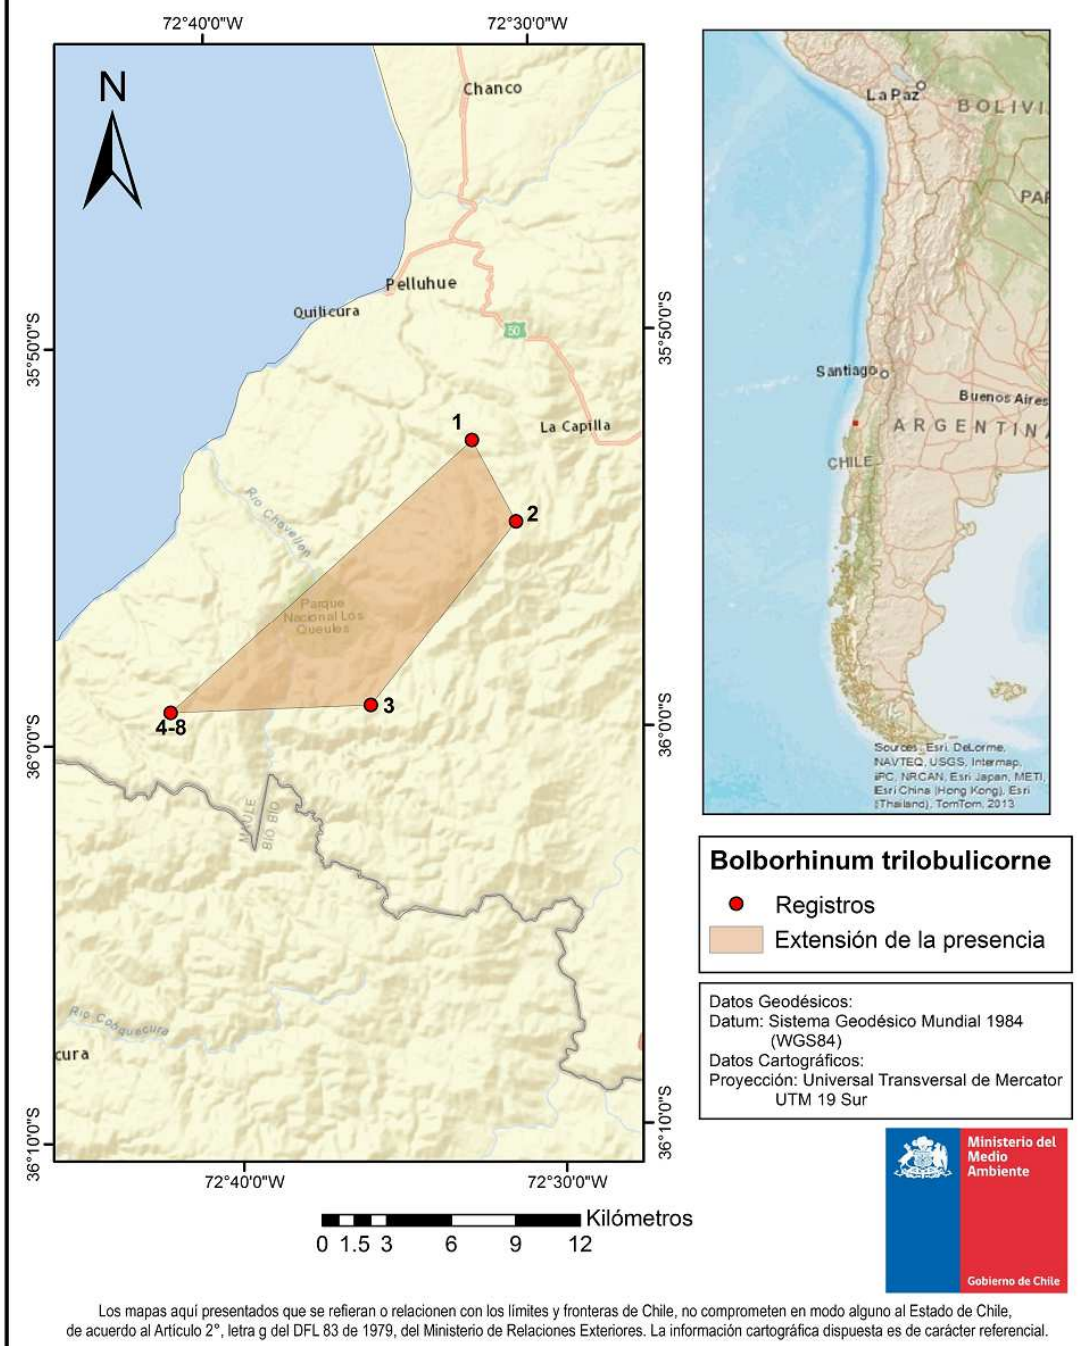 72°40'0"W
72°30'0"W
N
Chanco
Pelluhue
Quilicura
50
35°50'0"S
35°50'0"S
1
La Capilla
2
Rio Chovellon
Parque
Nacional Los
Queules
3
4-8
36°0'0"S
36°0'0"S
MAULE
BIO BIO
Rio Cobquecura
cura
36°10'0"S
36°10'0"S
72°40'0"W
72°30'0"W
Kilómetros
0 1.5 3 6 9 12
La Paz
BOLIVI
PAR
Santiago
Buenos Aires
ARGENTINA
CHILE
Sources: Esri, DeLorme,
NAVTEQ, USGS, Intermap,
iPC, NRCAN, Esri Japan, METI,
Esri China (Hong Kong), Esri
(Thailand), TomTom, 2013
Bolborhinum trilobulicorne
Registros
Extensión de la presencia
Datos Geodésicos:
Datum: Sistema Geodésico Mundial 1984
(WGS84)
Datos Cartográficos:
Proyección: Universal Transversal de Mercator
UTM 19 Sur
Ministerio del
Medio
Ambiente
Gobierno de Chile
Los mapas aquí presentados que se refieran o relacionen con los límites y fronteras de Chile, no comprometen en modo alguno al Estado de Chile,
de acuerdo al Artículo 2°, letra g del DFL 83 de 1979, del Ministerio de Relaciones Exteriores. La información cartográfica dispuesta es de carácter referencial.